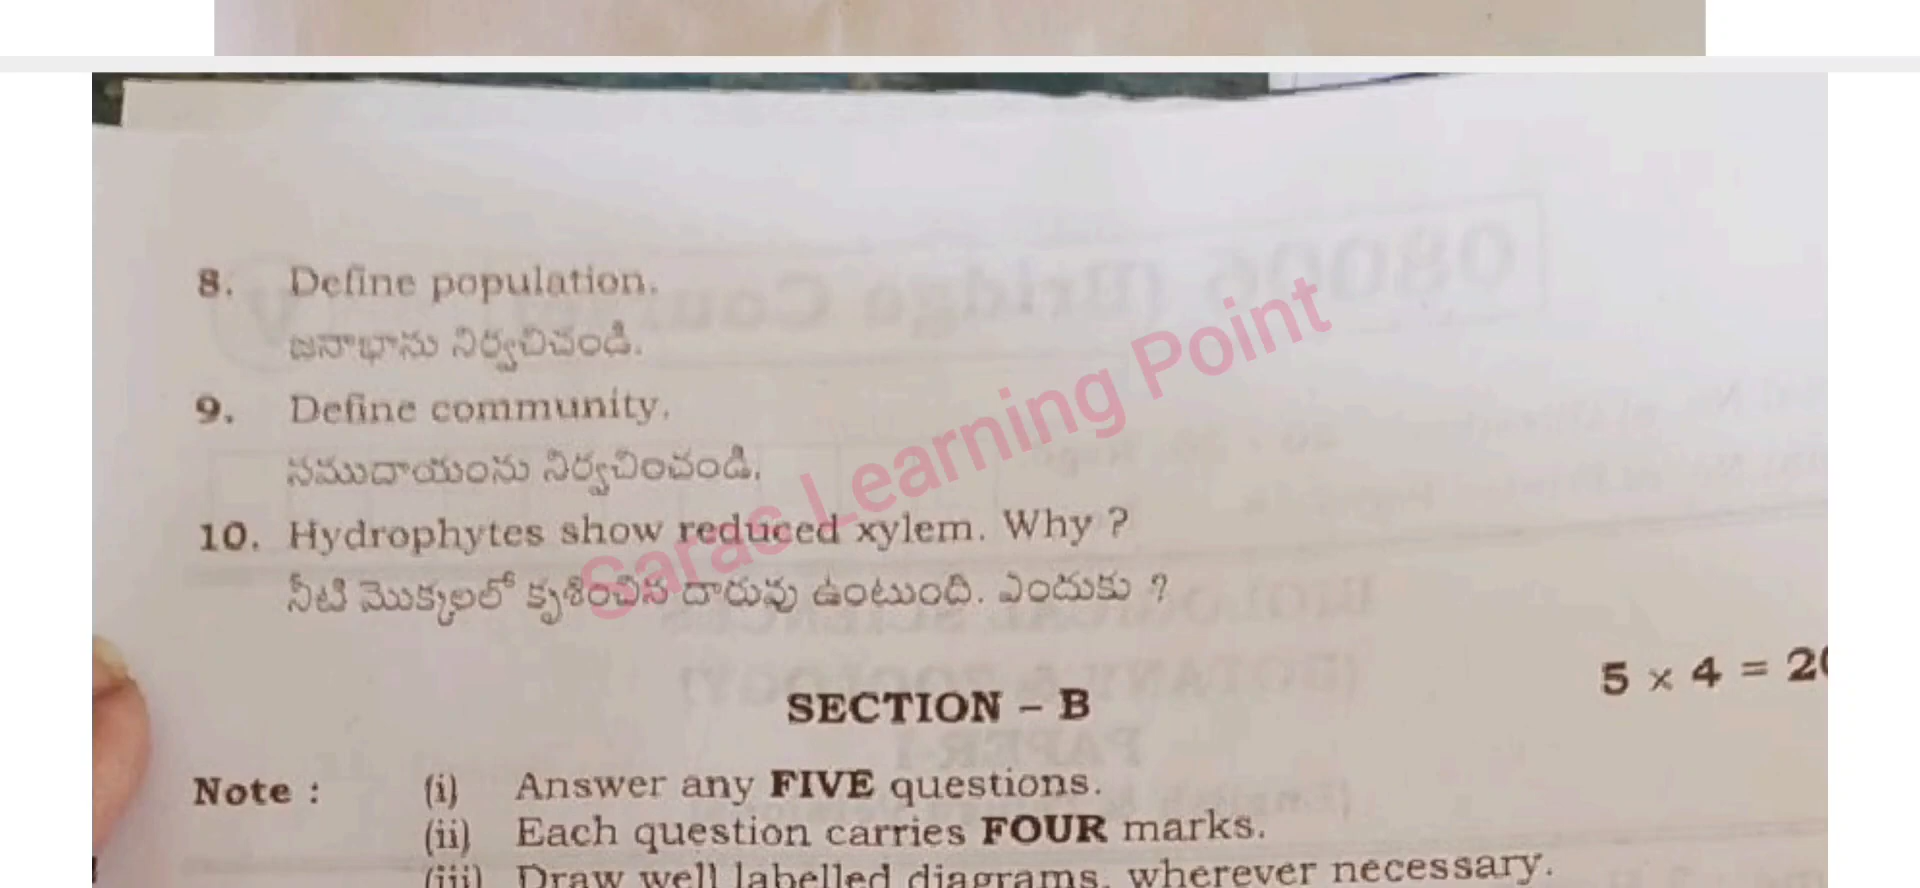 8. Define population.
జనాభాను నిర్వచించండి.
9. Define community.
సముదాయంను నిర్వచించండి.
10. Hydrophytes show reduced xylem. Why ?
నీటి మొక్కలలో కృశించిన దారువు ఉంటుంది. ఎందుకు ?
Saras Learning Point
5 × 4 = 20
SECTION – B
Note : (i) Answer any FIVE questions.
(ii) Each question carries FOUR marks.
(iii) Draw well labelled diagrams, wherever necessary.